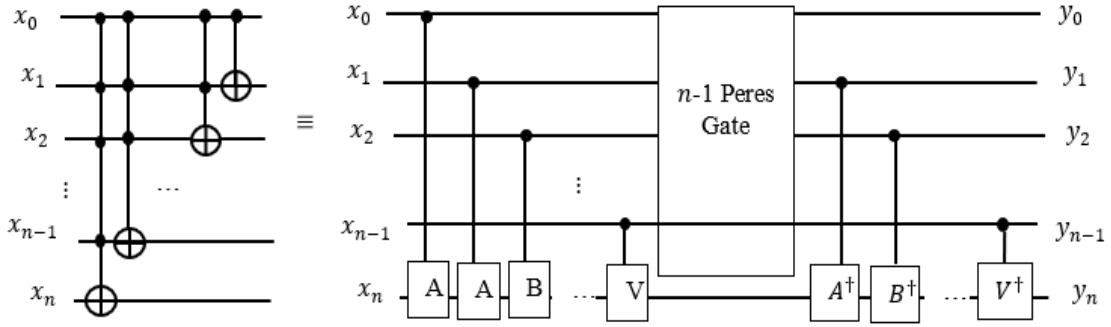 x₀
x₁
x₂
⋮ ...
xₙ₋₁
xₙ
≡
x₀
x₁
x₂
⋮
xₙ₋₁
xₙ
A A B ... V
n-1 Peres
Gate
A† B† ... V†
y₀
y₁
y₂
yₙ₋₁
yₙ